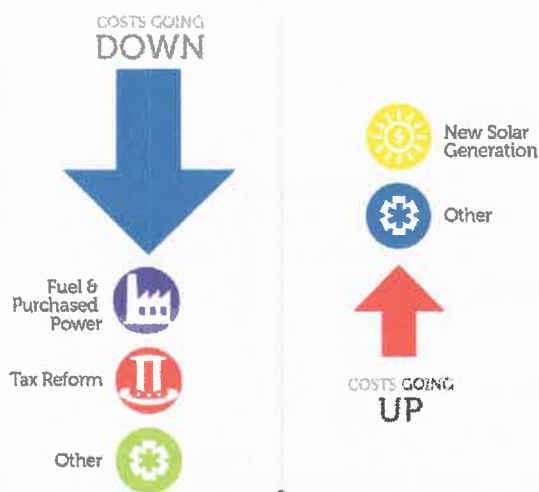 COSTS GOING
DOWN
Fuel &
Purchased
Power
Tax Reform
Other
New Solar
Generation
Other
COSTS GOING
UP